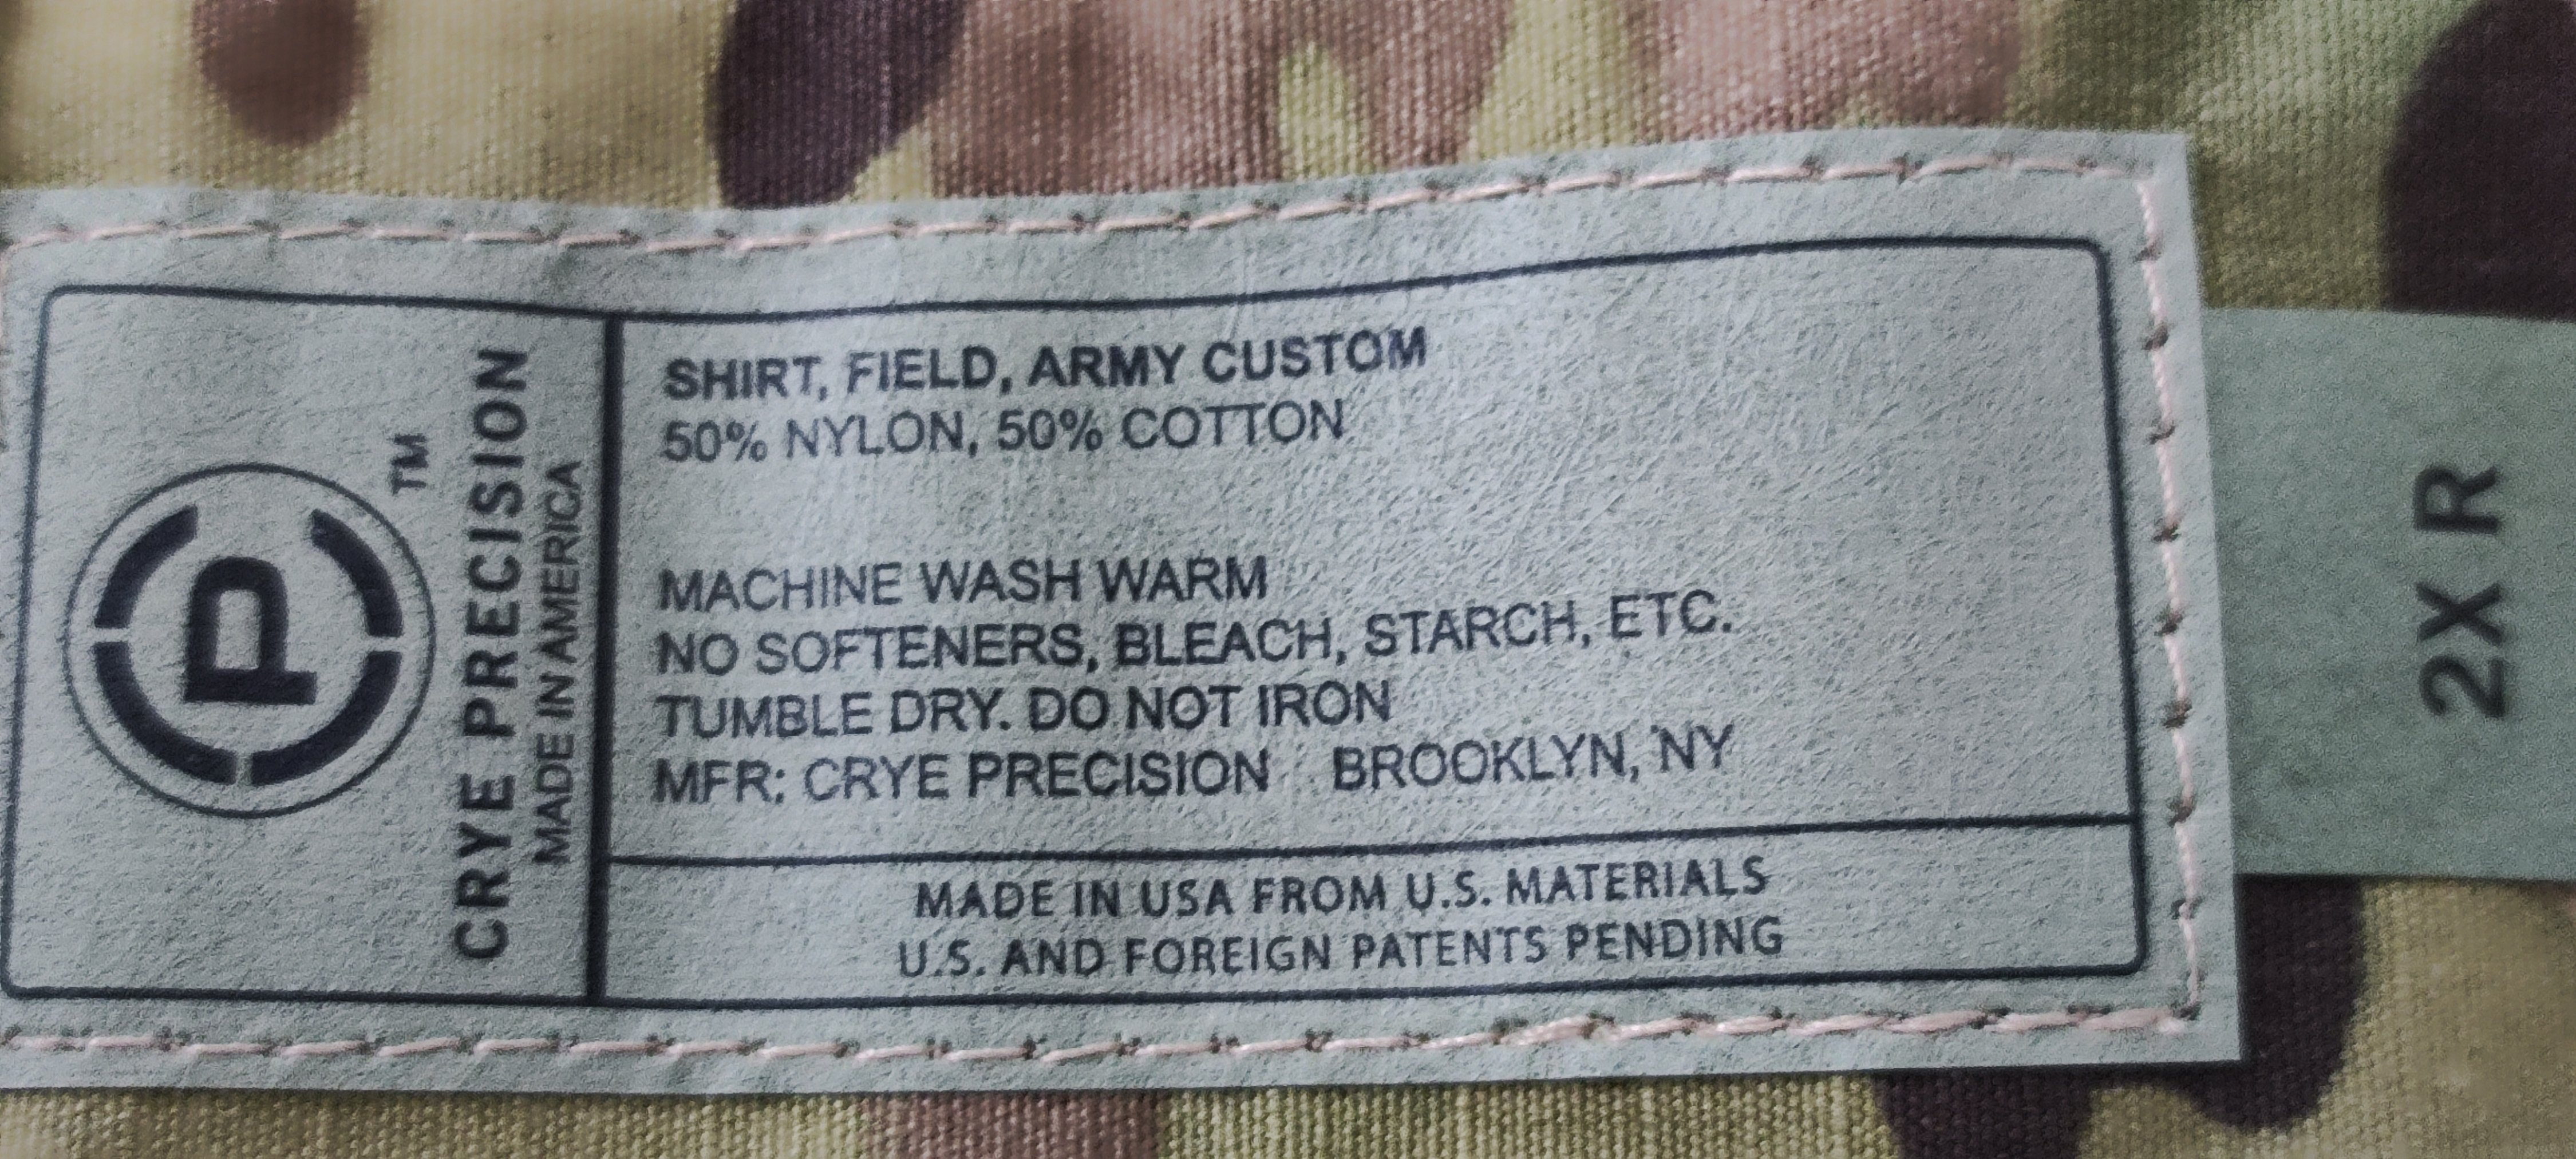 P
TM
CRYE PRECISION
MADE IN AMERICA
SHIRT, FIELD, ARMY CUSTOM
50% NYLON, 50% COTTON
MACHINE WASH WARM
NO SOFTENERS, BLEACH, STARCH, ETC.
TUMBLE DRY. DO NOT IRON
MFR: CRYE PRECISION BROOKLYN, NY
MADE IN USA FROM U.S. MATERIALS
U.S. AND FOREIGN PATENTS PENDING
2X R